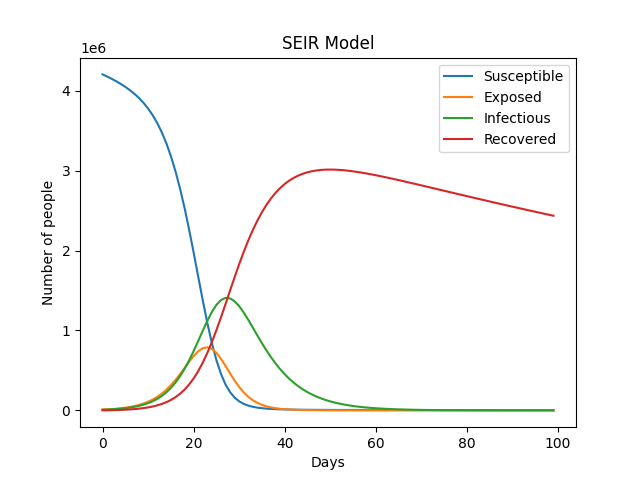 SEIR Model
1e6
Susceptible
Exposed
Infectious
Recovered
Number of people
4
3
2
1
0
0 20 40 60 80 100
Days